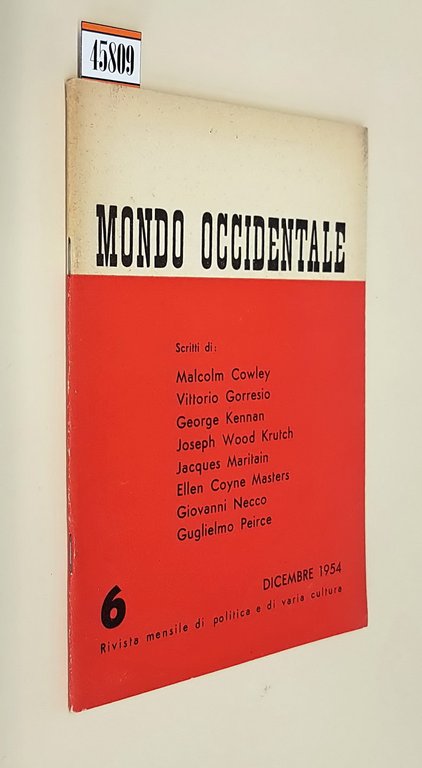 45809
MONDO OCCIDENTALE
Scritti di:
Malcolm Cowley
Vittorio Gorresio
George Kennan
Joseph Wood Krutch
Jacques Maritain
Ellen Coyne Masters
Giovanni Necco
Guglielmo Peirce
6
DICEMBRE 1954
Rivista mensile di politica e di varia cultura